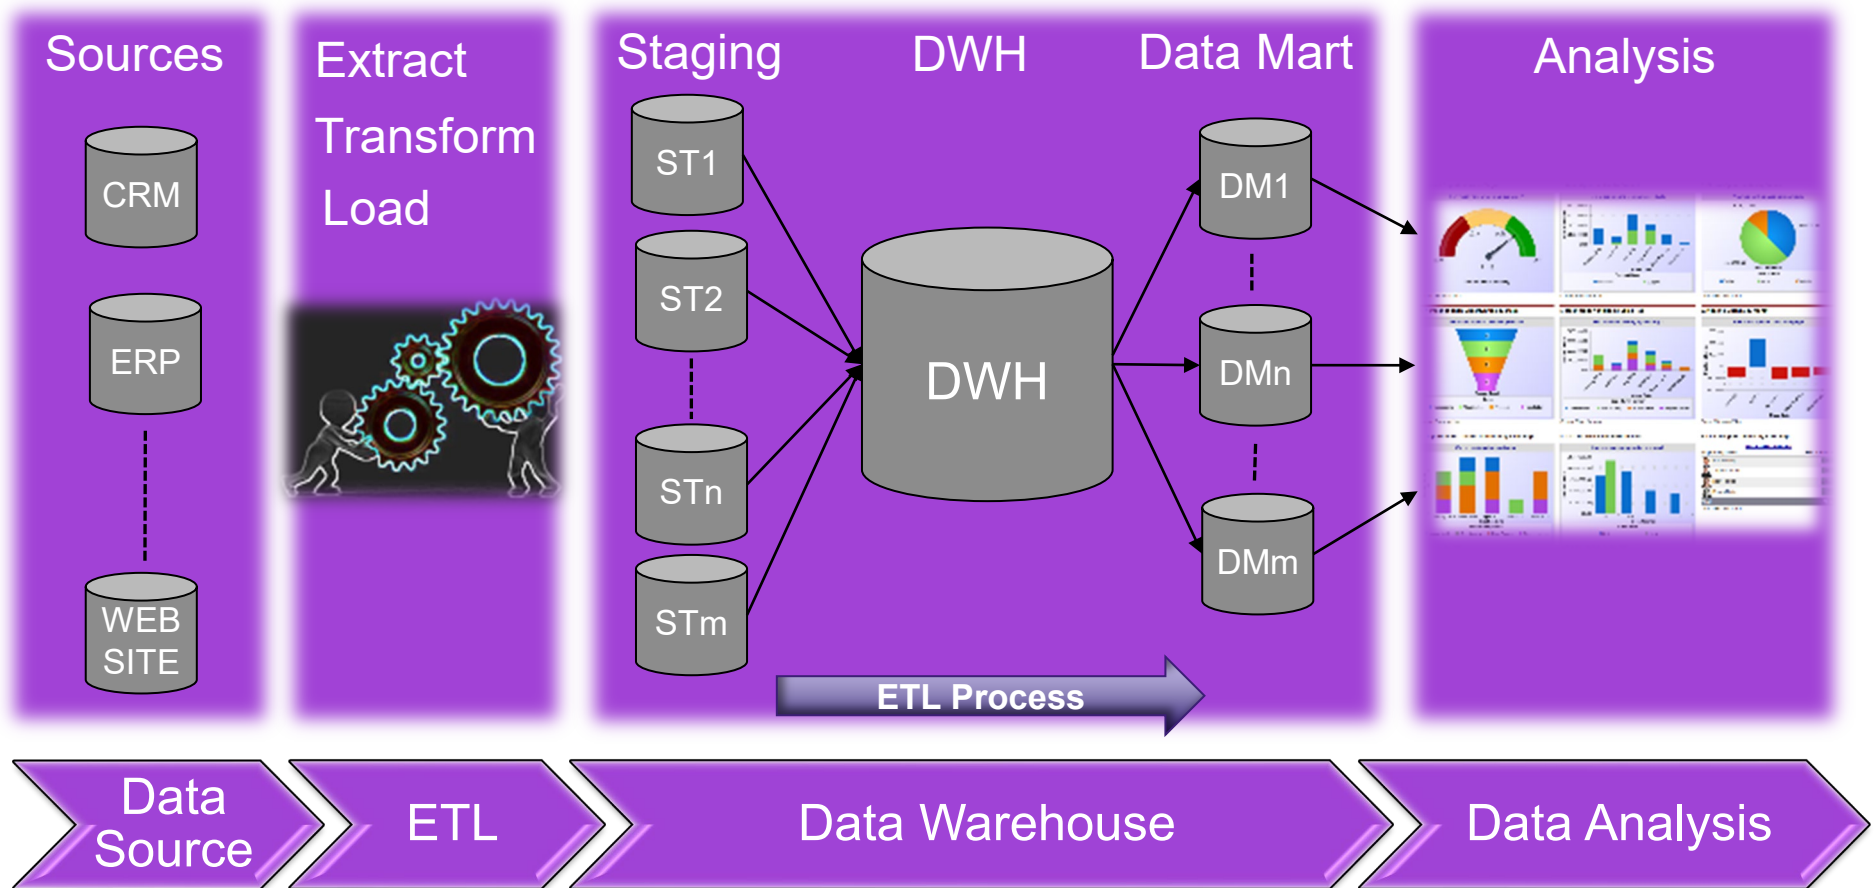 Sources
CRM
ERP
WEB
SITE
Extract
Transform
Load
Staging
ST1
ST2
STn
STm
DWH
DWH
Data Mart
DM1
DMn
DMm
ETL Process
Analysis
Data
Source
ETL
Data Warehouse
Data Analysis